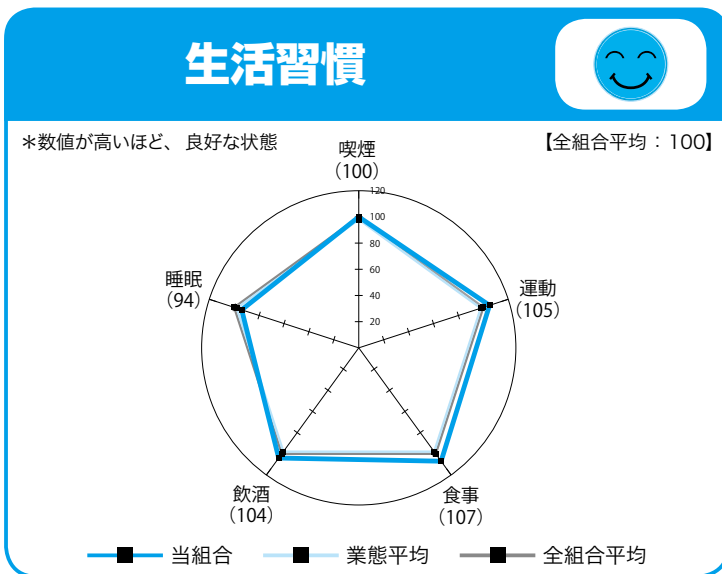 生活習慣
＊数値が高いほど、良好な状態
【全組合平均：100】
喫煙
（100）
120
100
80
60
40
20
運動
（105）
食事
（107）
飲酒
（104）
睡眠
（94）
当組合
業態平均
全組合平均